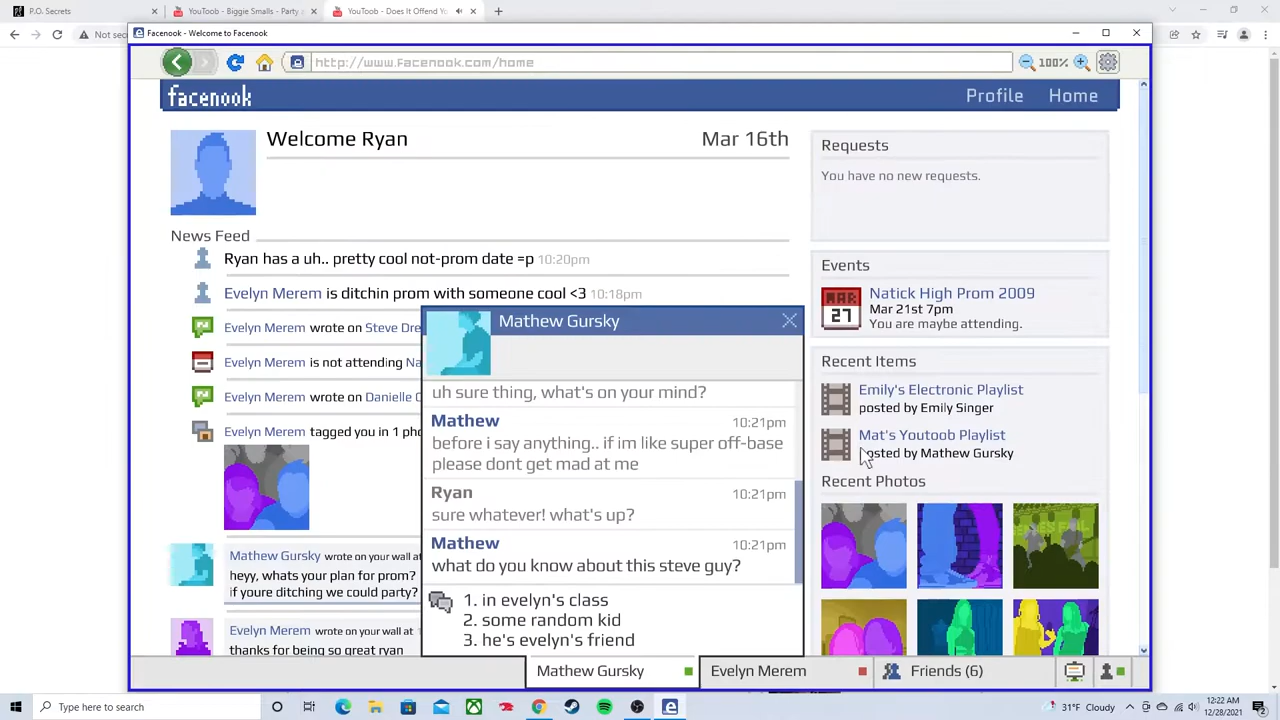 P.O. Secrets
YouToob - Biggie Smalls - Party a
YouToob - Does It Offend Yo
Not sec
Facenook - Welcome to Facenook
http://www.facenook.com/home
100%
facenook
Profile
Home
Welcome Ryan
Mar 16th
News Feed
Ryan has a uh.. pretty cool not-prom date =p 10:20pm
Evelyn Merem is ditchin prom with someone cool <3 10:18pm
Evelyn Merem wrote on Steve Dre
Evelyn Merem is not attending Na
Evelyn Merem wrote on Danielle C
Evelyn Merem tagged you in 1 pho
Mathew Gursky wrote on your wall at
heyy, whats your plan for prom?
if youre ditching we could party?
Evelyn Merem wrote on your wall at
thanks for being so great ryan
Mathew Gursky
uh sure thing, what's on your mind?
Mathew 10:21pm
before i say anything.. if im like super off-base
please dont get mad at me
Ryan 10:21pm
sure whatever! what's up?
Mathew 10:21pm
what do you know about this steve guy?
1. in evelyn's class
2. some random kid
3. he's evelyn's friend
Requests
You have no new requests.
Events
MAR
27
Natick High Prom 2009
Mar 21st 7pm
You are maybe attending.
Recent Items
Emily's Electronic Playlist
posted by Emily Singer
Mat's Youtoob Playlist
posted by Mathew Gursky
Recent Photos
Mathew Gursky
Evelyn Merem
Friends (6)
Type here to search
31°F Cloudy
12:22 AM
12/28/2021